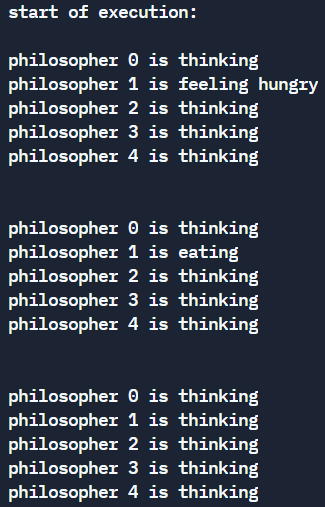 start of execution:
philosopher 0 is thinking
philosopher 1 is feeling hungry
philosopher 2 is thinking
philosopher 3 is thinking
philosopher 4 is thinking
philosopher 0 is thinking
philosopher 1 is eating
philosopher 2 is thinking
philosopher 3 is thinking
philosopher 4 is thinking
philosopher 0 is thinking
philosopher 1 is thinking
philosopher 2 is thinking
philosopher 3 is thinking
philosopher 4 is thinking